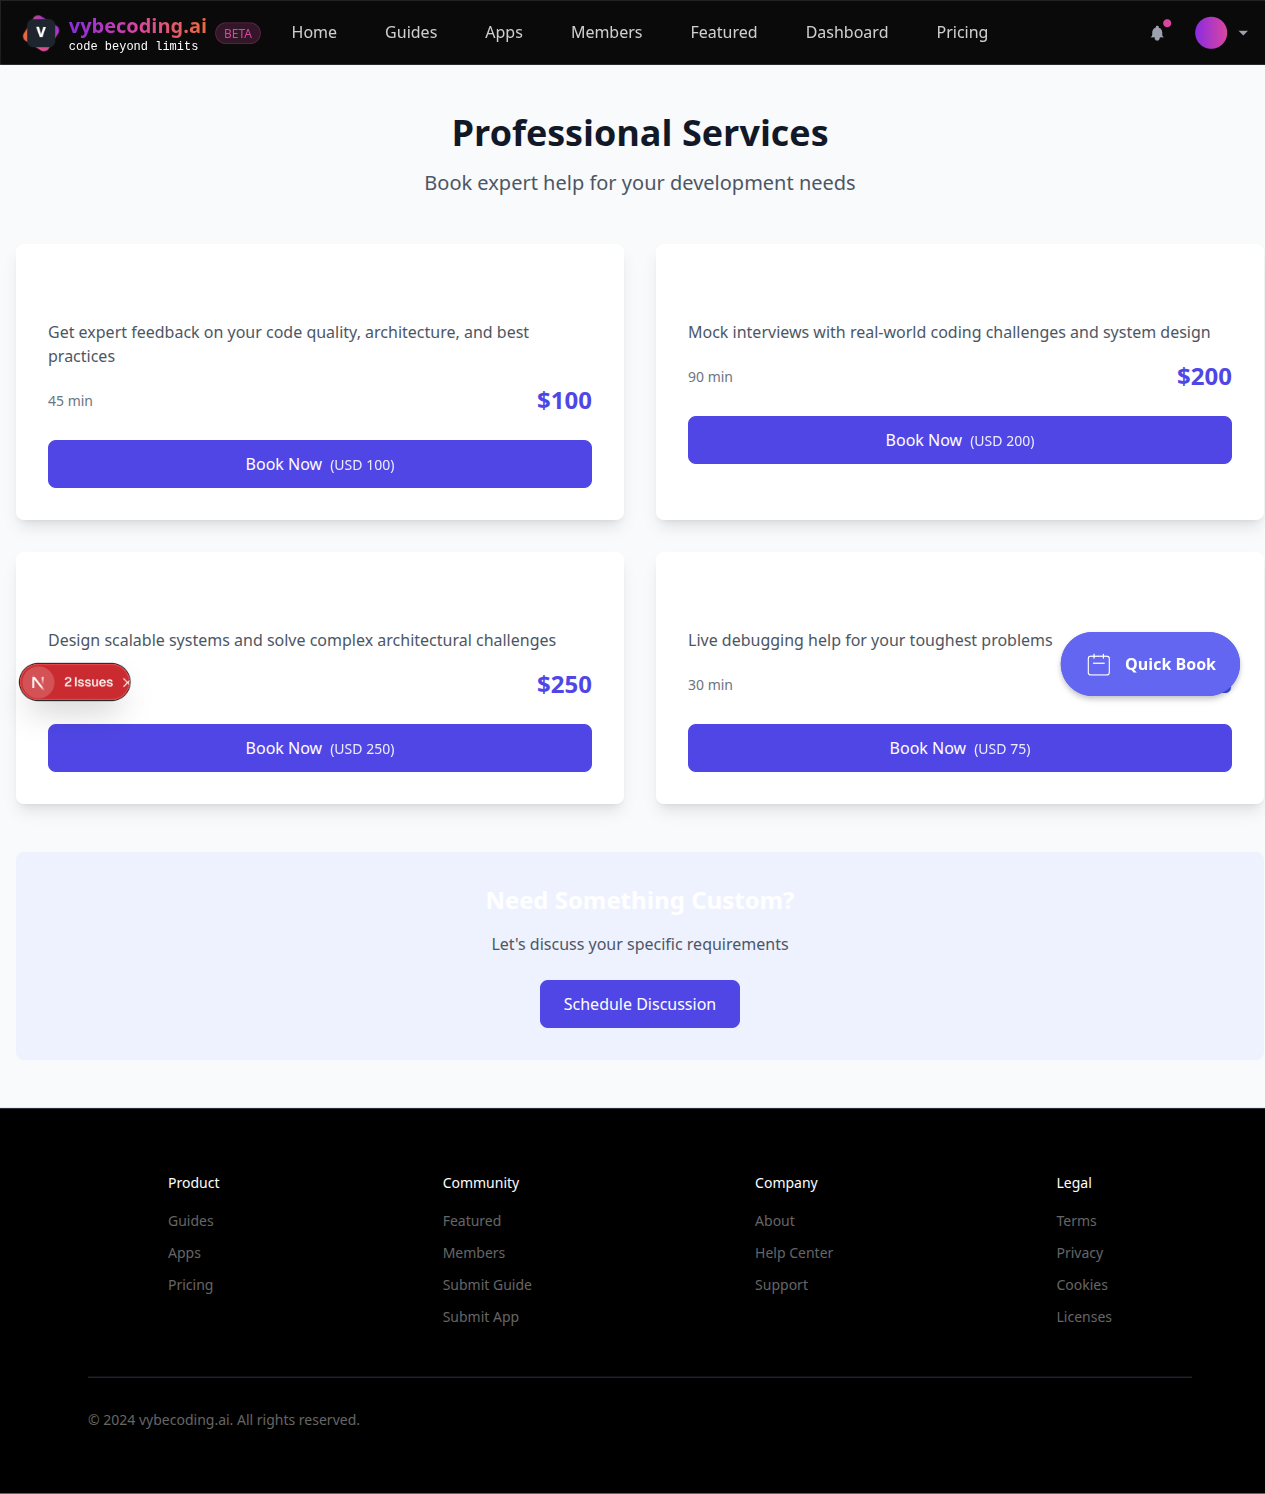 V vybecoding.ai BETA Home Guides Apps Members Featured Dashboard Pricing
code beyond limits
Professional Services
Book expert help for your development needs
Get expert feedback on your code quality, architecture, and best
practices
45 min $100
Book Now (USD 100)
Mock interviews with real-world coding challenges and system design
90 min $200
Book Now (USD 200)
Design scalable systems and solve complex architectural challenges
N 2 Issues $250
Book Now (USD 250)
Live debugging help for your toughest problems
30 min
Quick Book
Book Now (USD 75)
Need Something Custom?
Let's discuss your specific requirements
Schedule Discussion
Product
Guides
Apps
Pricing
Community
Featured
Members
Submit Guide
Submit App
Company
About
Help Center
Support
Legal
Terms
Privacy
Cookies
Licenses
© 2024 vybecoding.ai. All rights reserved.